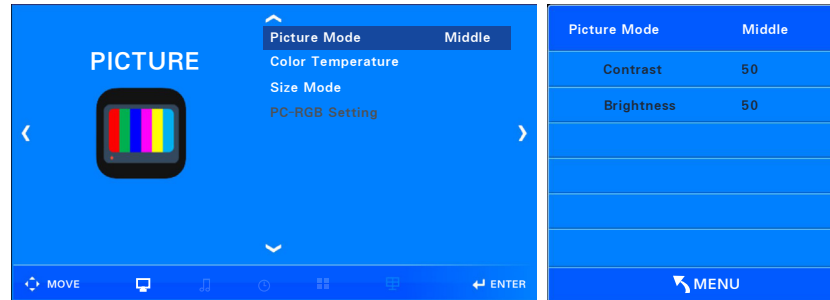 PICTURE
Picture Mode Middle
Color Temperature
Size Mode
PC-RGB Setting
MOVE
ENTER
Picture Mode Middle
Contrast 50
Brightness 50
MENU